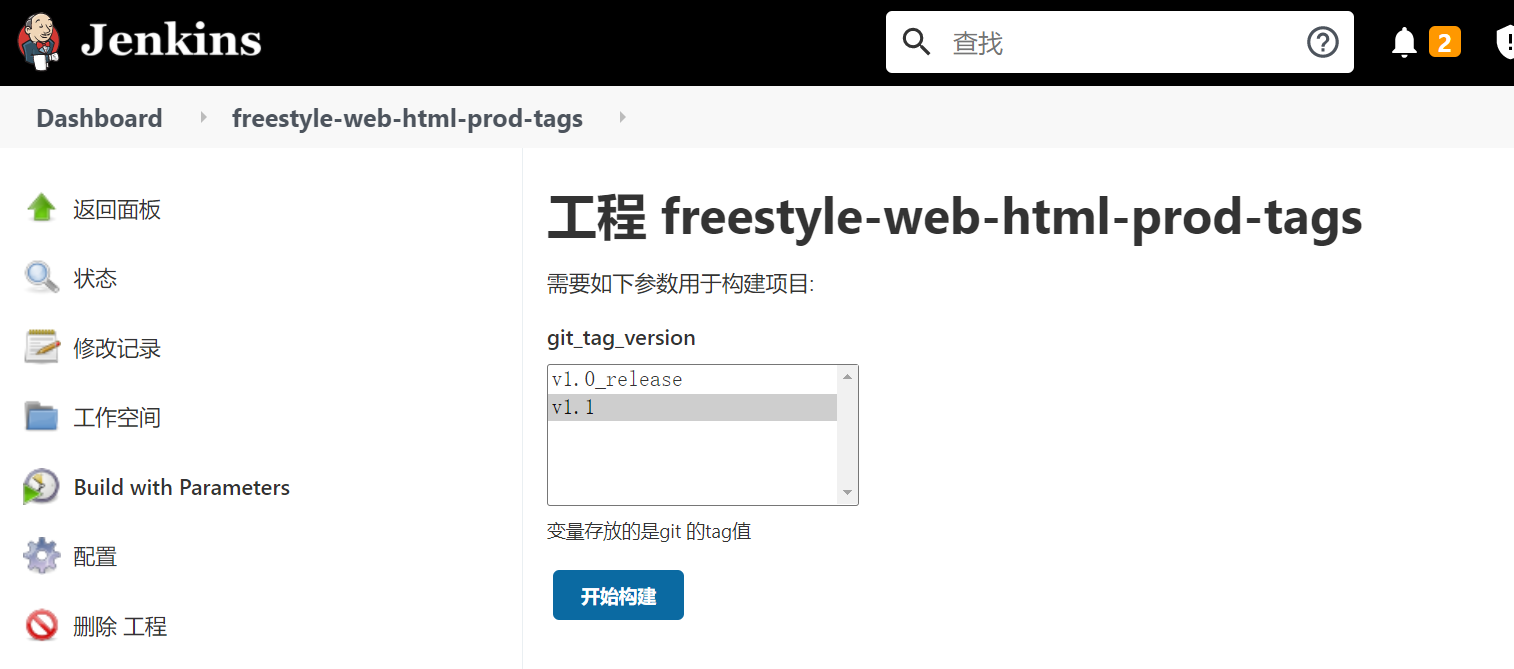 Jenkins
查找
2
Dashboard
freestyle-web-html-prod-tags
返回面板
状态
修改记录
工作空间
Build with Parameters
配置
删除 工程
工程 freestyle-web-html-prod-tags
需要如下参数用于构建项目:
git_tag_version
v1.0_release
v1.1
变量存放的是git 的tag值
开始构建